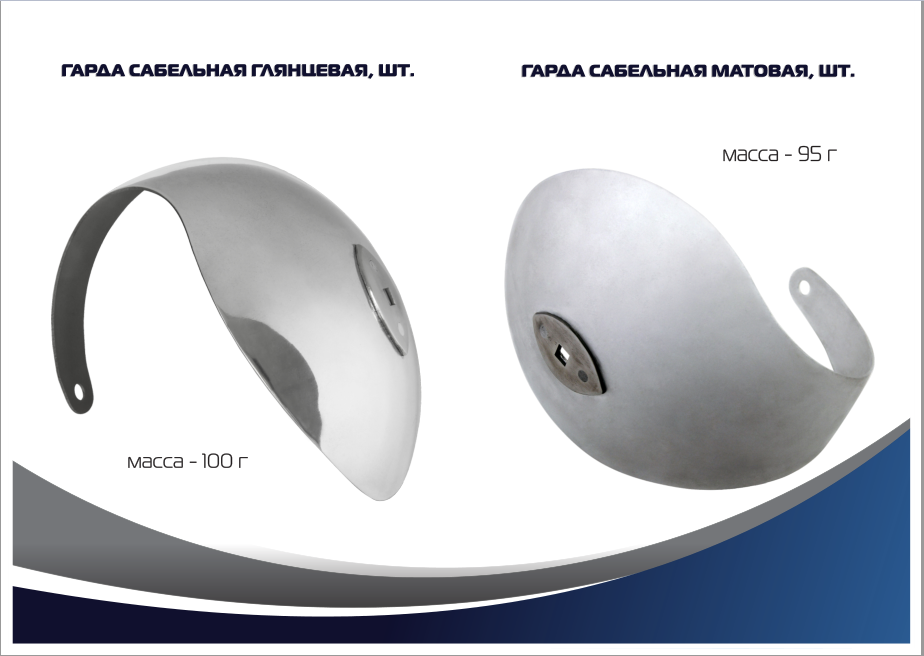 ГАРДА САБЕЛЬНАЯ ГЛЯНЦЕВАЯ, ШТ.
ГАРДА САБЕЛЬНАЯ МАТОВАЯ, ШТ.
масса - 95 г
масса - 100 г